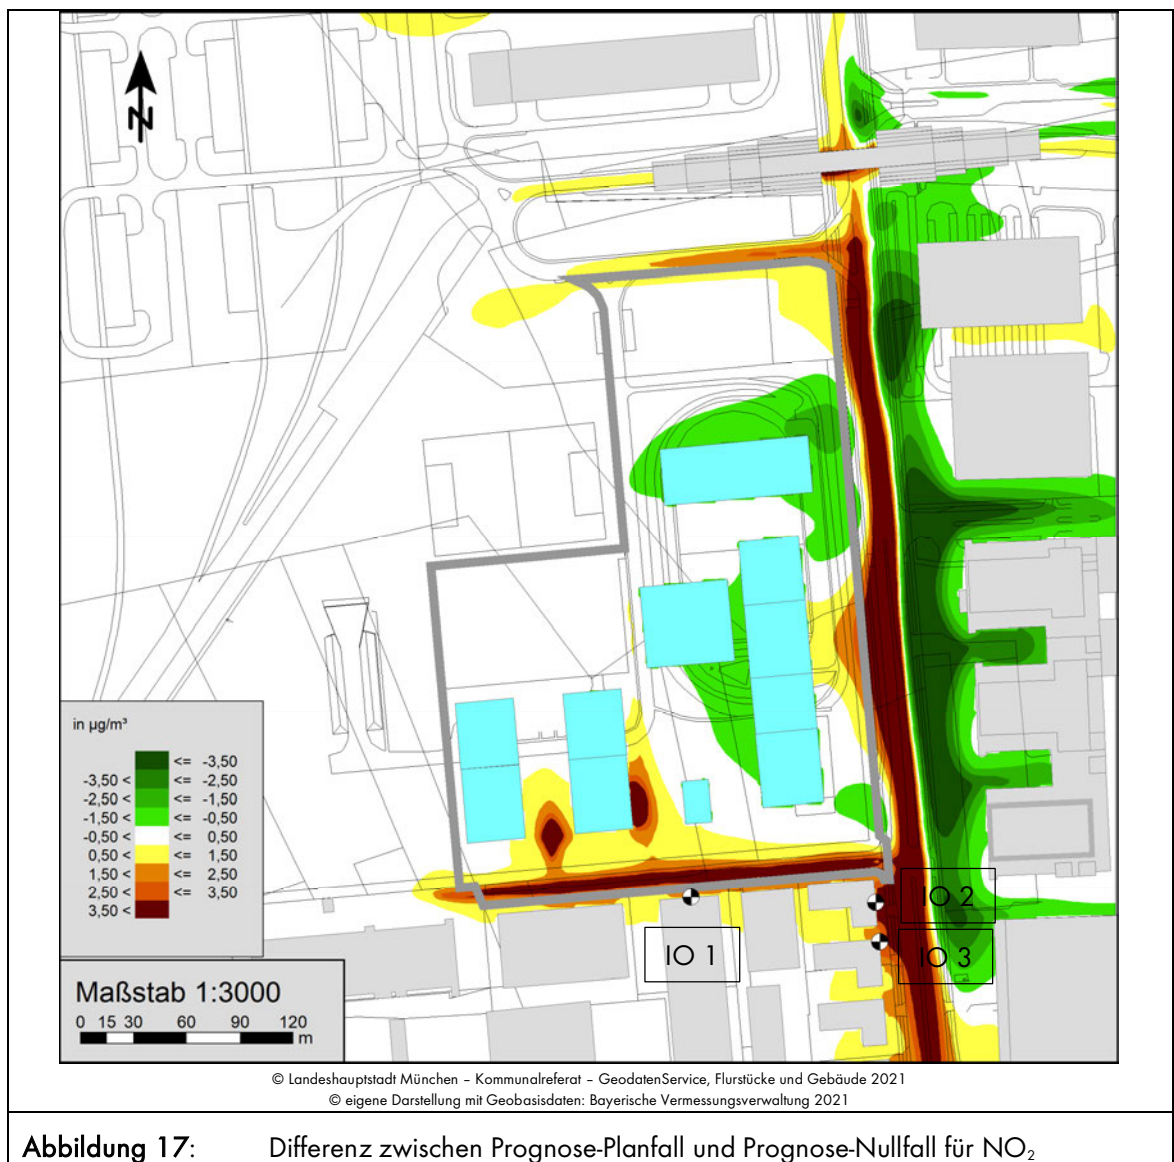 N
in µg/m³
<= -3,50
-3,50 < <= -2,50
-2,50 < <= -1,50
-1,50 < <= -0,50
-0,50 < <= 0,50
0,50 < <= 1,50
1,50 < <= 2,50
2,50 < <= 3,50
3,50 <
IO 2
IO 1
IO 3
Maßstab 1:3000
0 15 30 60 90 120
m
© Landeshauptstadt München – Kommunalreferat – GeodatenService, Flurstücke und Gebäude 2021
© eigene Darstellung mit Geobasisdaten: Bayerische Vermessungsverwaltung 2021
Abbildung 17: Differenz zwischen Prognose-Planfall und Prognose-Nullfall für NO₂